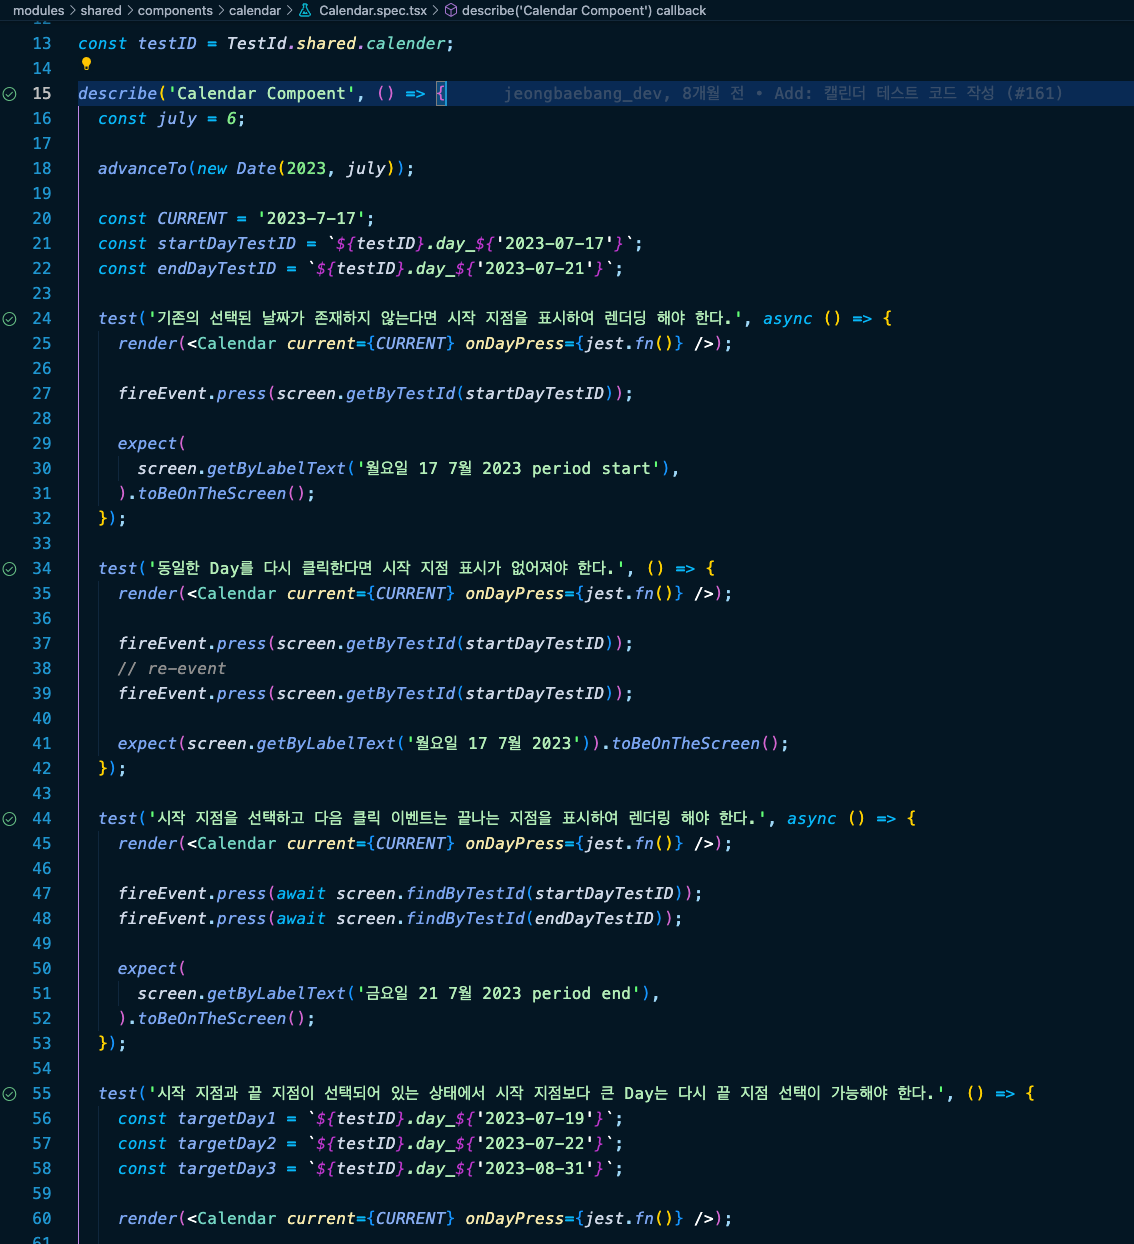 modules > shared > components > calendar > Calendar.spec.tsx > describe('Calendar Compoent') callback
13 const testID = TestId.shared.calender;
14
15 describe('Calendar Compoent', () => { jeongbaebang_dev, 8개월 전 • Add: 캘린더 테스트 코드 작성 (#161)
16 const july = 6;
17
18 advanceTo(new Date(2023, july));
19
20 const CURRENT = '2023-7-17';
21 const startDayTestID = `${testID}.day_${'2023-07-17'}`;
22 const endDayTestID = `${testID}.day_${'2023-07-21'}`;
23
24 test('기존의 선택된 날짜가 존재하지 않는다면 시작 지점을 표시하여 렌더딩 해야 한다.', async () => {
25 render(<Calendar current={CURRENT} onDayPress={jest.fn()} />);
26
27 fireEvent.press(screen.getByTestId(startDayTestID));
28
29 expect(
30 screen.getByLabelText('월요일 17 7월 2023 period start'),
31 ).toBeOnTheScreen();
32 });
33
34 test('동일한 Day를 다시 클릭한다면 시작 지점 표시가 없어져야 한다.', () => {
35 render(<Calendar current={CURRENT} onDayPress={jest.fn()} />);
36
37 fireEvent.press(screen.getByTestId(startDayTestID));
38 // re-event
39 fireEvent.press(screen.getByTestId(startDayTestID));
40
41 expect(screen.getByLabelText('월요일 17 7월 2023')).toBeOnTheScreen();
42 });
43
44 test('시작 지점을 선택하고 다음 클릭 이벤트는 끝나는 지점을 표시하여 렌더링 해야 한다.', async () => {
45 render(<Calendar current={CURRENT} onDayPress={jest.fn()} />);
46
47 fireEvent.press(await screen.findByTestId(startDayTestID));
48 fireEvent.press(await screen.findByTestId(endDayTestID));
49
50 expect(
51 screen.getByLabelText('금요일 21 7월 2023 period end'),
52 ).toBeOnTheScreen();
53 });
54
55 test('시작 지점과 끝 지점이 선택되어 있는 상태에서 시작 지점보다 큰 Day는 다시 끝 지점 선택이 가능해야 한다.', () => {
56 const targetDay1 = `${testID}.day_${'2023-07-19'}`;
57 const targetDay2 = `${testID}.day_${'2023-07-22'}`;
58 const targetDay3 = `${testID}.day_${'2023-08-31'}`;
59
60 render(<Calendar current={CURRENT} onDayPress={jest.fn()} />);